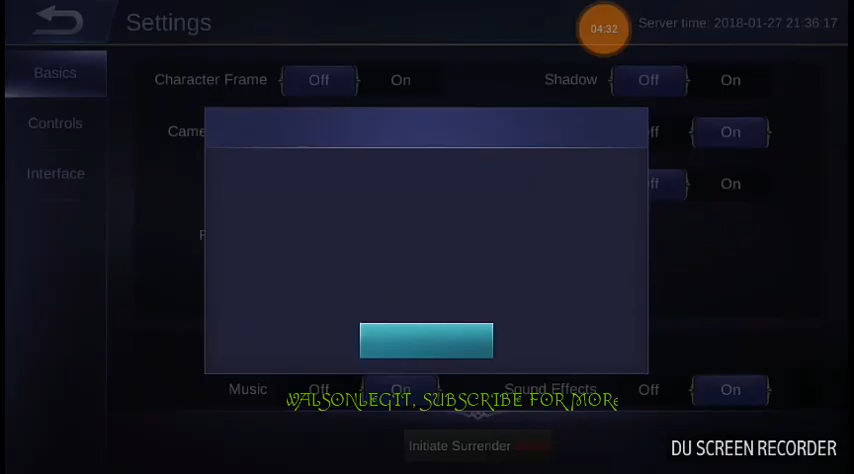 Settings
04:32
Server time: 2018-01-27 21:36:17
Basics
Character Frame Off On
Shadow Off On
Controls
On
Interface
On
Music Off On
Sound Effects Off On
WALSONLEGIT, SUBSCRIBE FOR MORE
Initiate Surrender
DU SCREEN RECORDER